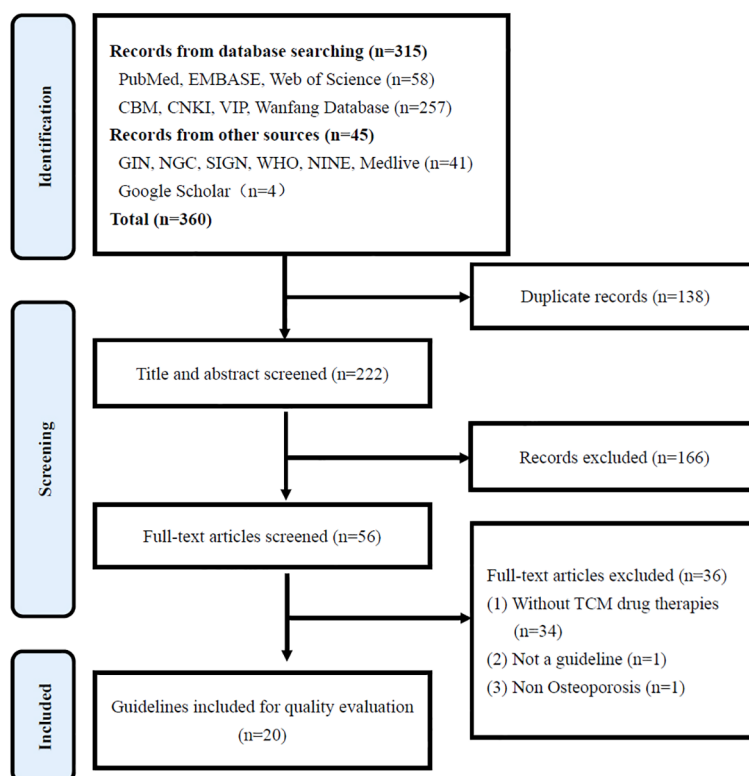 Identification
Records from database searching (n=315)
PubMed, EMBASE, Web of Science (n=58)
CBM, CNKI, VIP, Wanfang Database (n=257)
Records from other sources (n=45)
GIN, NGC, SIGN, WHO, NINE, Medlive (n=41)
Google Scholar（n=4）
Total (n=360)
Duplicate records (n=138)
Screening
Title and abstract screened (n=222)
Records excluded (n=166)
Full-text articles screened (n=56)
Full-text articles excluded (n=36)
(1) Without TCM drug therapies
(n=34)
(2) Not a guideline (n=1)
(3) Non Osteoporosis (n=1)
Included
Guidelines included for quality evaluation
(n=20)